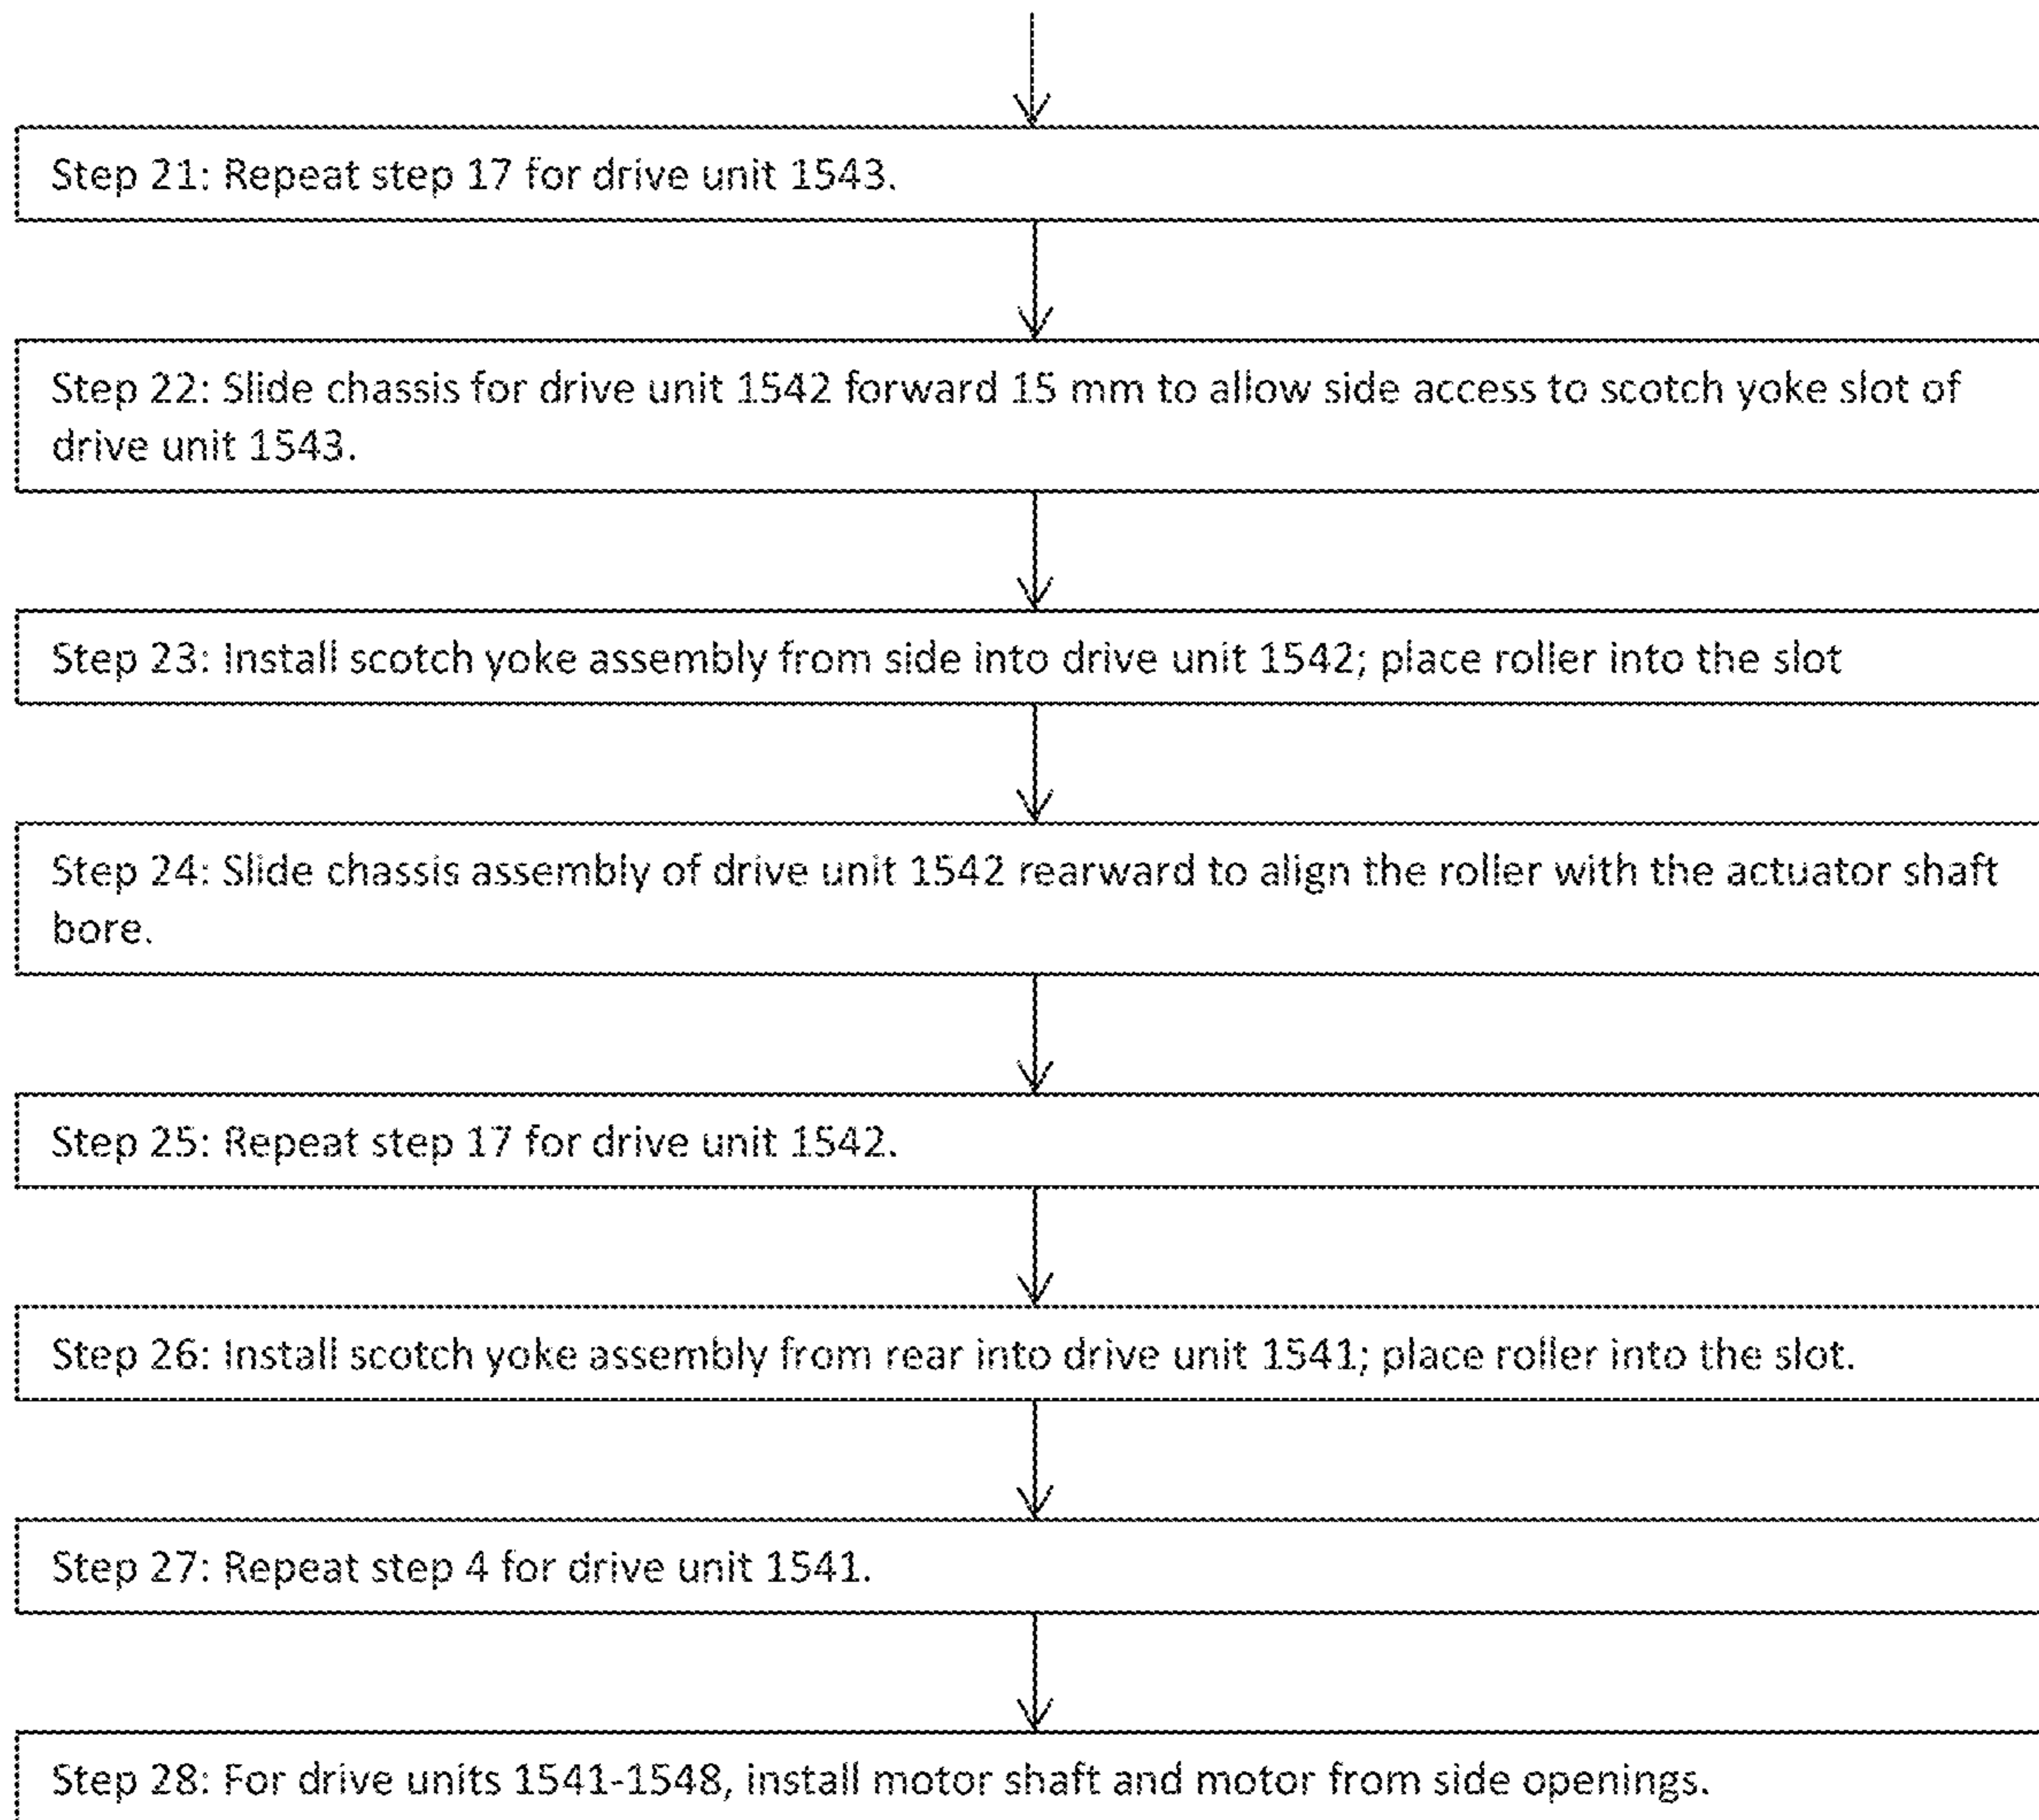 Step 21: Repeat step 17 for drive unit 1543.
Step 22: Slide chassis for drive unit 1542 forward 15 mm to allow side access to scotch yoke slot of
drive unit 1543.
Step 23: Install scotch yoke assembly from side into drive unit 1542; place roller into the slot
Step 24: Slide chassis assembly of drive unit 1542 rearward to align the roller with the actuator shaft
bore.
Step 25: Repeat step 17 for drive unit 1542.
Step 26: Install scotch yoke assembly from rear into drive unit 1541; place roller into the slot.
Step 27: Repeat step 4 for drive unit 1541.
Step 28: For drive units 1541-1548, install motor shaft and motor from side openings.